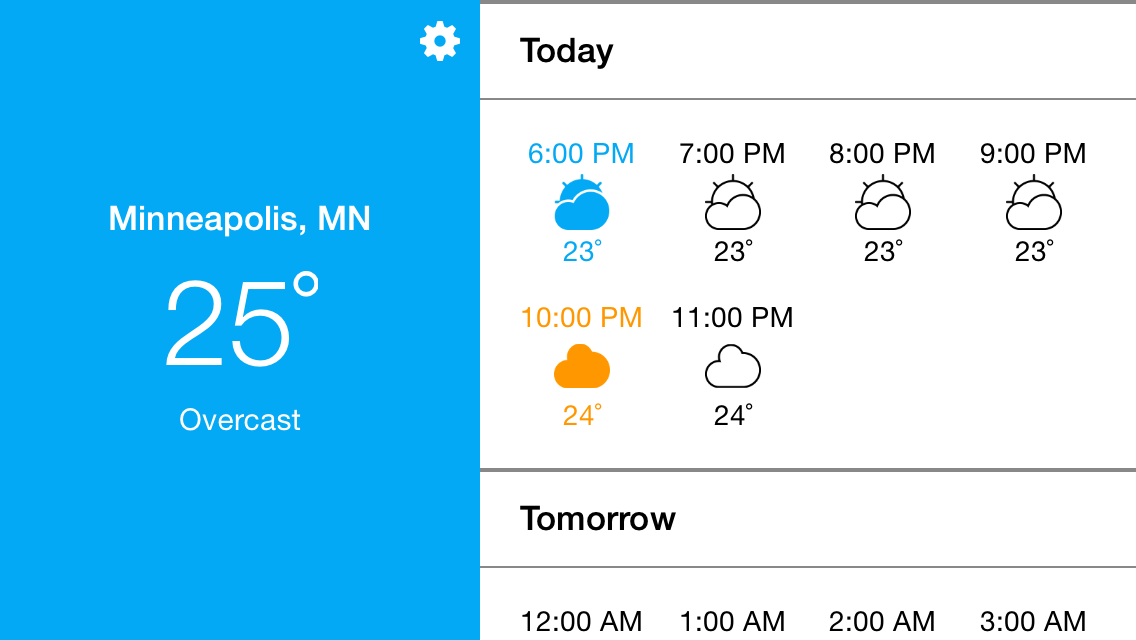 Minneapolis, MN
25°
Overcast
Today
6:00 PM 7:00 PM 8:00 PM 9:00 PM
23° 23° 23° 23°
10:00 PM 11:00 PM
24° 24°
Tomorrow
12:00 AM 1:00 AM 2:00 AM 3:00 AM